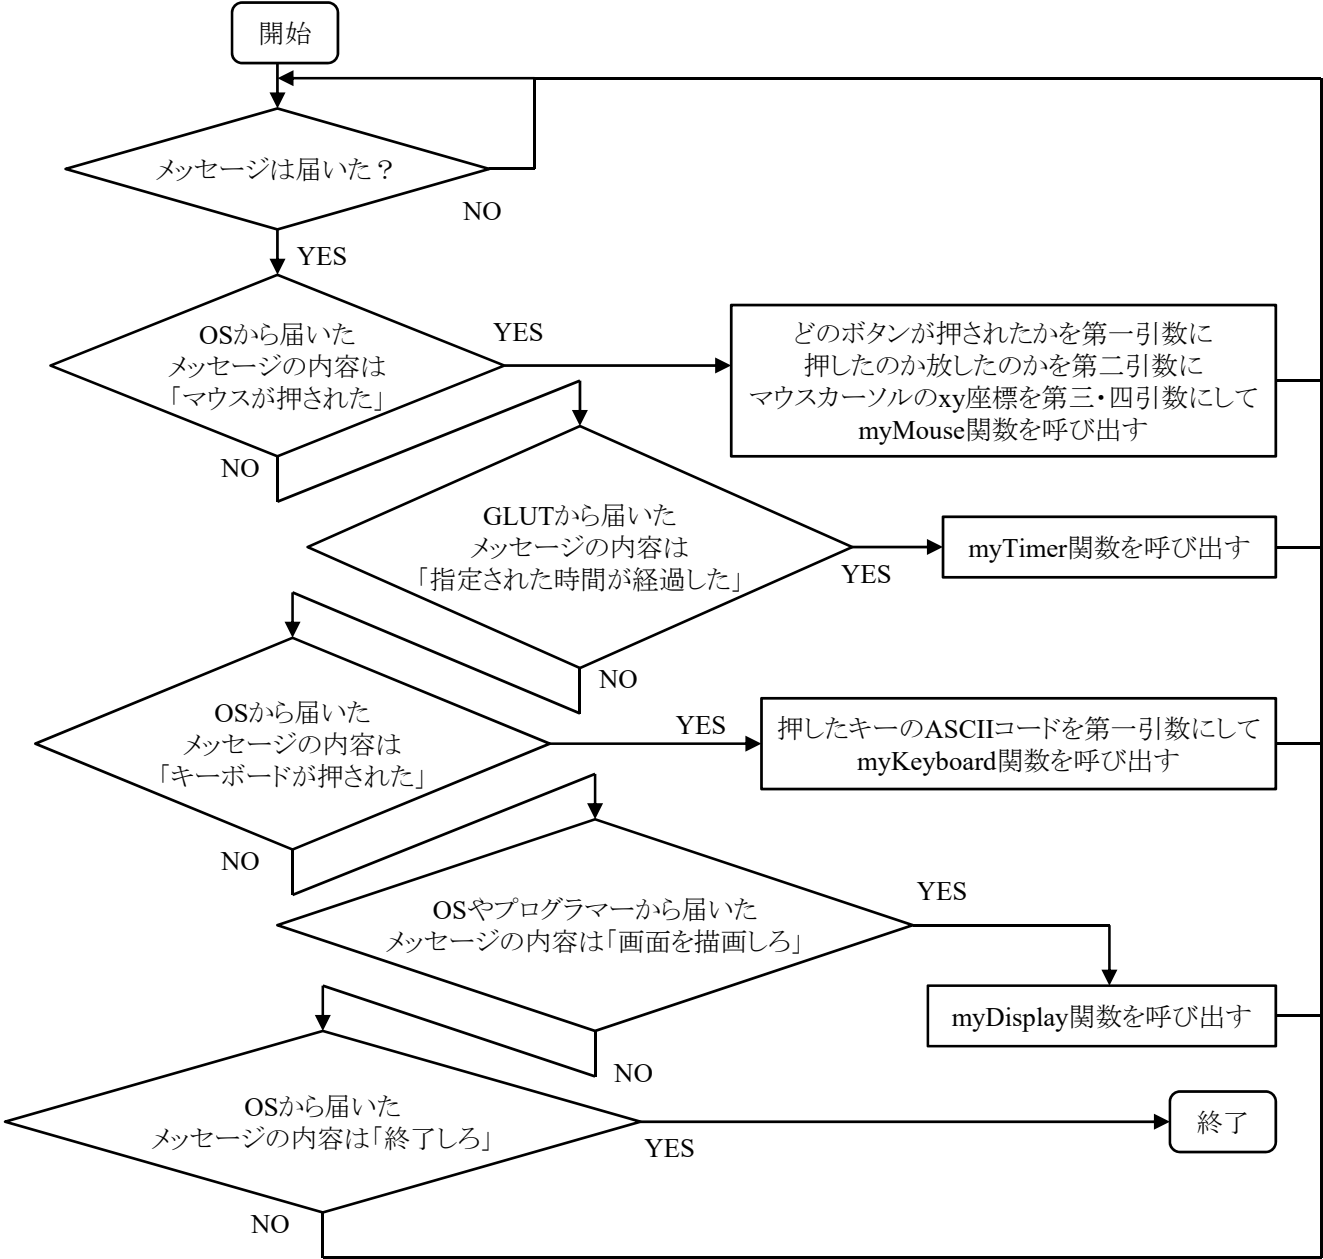 開始
メッセージは届いた？
NO
YES
OSから届いた
メッセージの内容は
「マウスが押された」
YES
どのボタンが押されたかを第一引数に
押したのか放したのかを第二引数に
マウスカーソルのxy座標を第三・四引数にして
myMouse関数を呼び出す
NO
GLUTから届いた
メッセージの内容は
「指定された時間が経過した」
YES
myTimer関数を呼び出す
NO
OSから届いた
メッセージの内容は
「キーボードが押された」
YES
押したキーのASCIIコードを第一引数にして
myKeyboard関数を呼び出す
NO
OSやプログラマーから届いた
メッセージの内容は「画面を描画しろ」
YES
myDisplay関数を呼び出す
NO
OSから届いた
メッセージの内容は「終了しろ」
YES
終了
NO